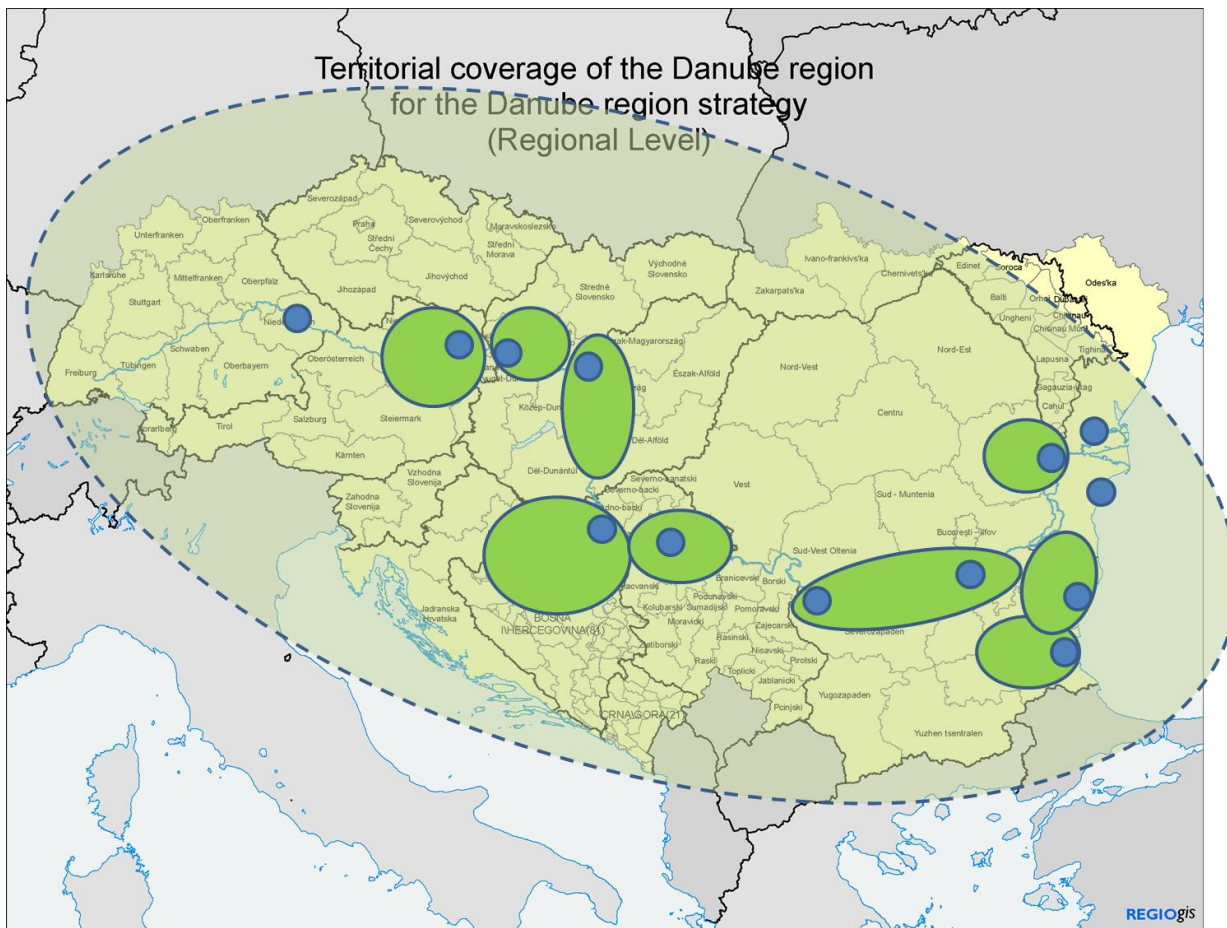 Territorial coverage of the Danube region
for the Danube region strategy
(Regional Level)
Severozápad
Oberfranken
Praha
Severovýchod
Moravskoslezsko
Unterfranken
Střední
Čechy
Střední
Morava
Karlsruhe
Mittelfranken
Oberpfalz
Jihovýchod
Jihozápad
Stuttgart
Stredné
Slovensko
Východné
Slovensko
Ivano-frankivs'ka
Chernivets'k
Zakarpats'ka
Edinet
Soroca
Balti
Orhei
Ungheni
Chisinau Mun
Lapusna
Tighina
Gagauzia
Cahul
Odes'ka
Tübingen
Schwaben
Freiburg
Oberbayern
Oberösterreich
Steiermark
Salzburg
Tirol
Kärnten
Észak-Alföld
Dél-Alföld
Dél-Dunántúl
Nord-Vest
Nord-Est
Centru
Vest
Sud - Muntenia
Bucureşti - Ilfov
Sud-Vest Oltenia
Vzhodna
Slovenija
Zahodna
Slovenija
Jadranska
Hrvatska
BOSNA
I HERCEGOVINA(81)
CRNA GORA(21)
Branicevski
Borski
Podunavski
Kolubarski
Sumadijski
Pomoravski
Moravicki
Zajecarski
Zlatiborski
Rasinski
Nisavski
Raski
Pirotski
Toplicki
Jablanicki
Pcinjski
Yugozapaden
Yuzhen tsentralen
REGIOgis